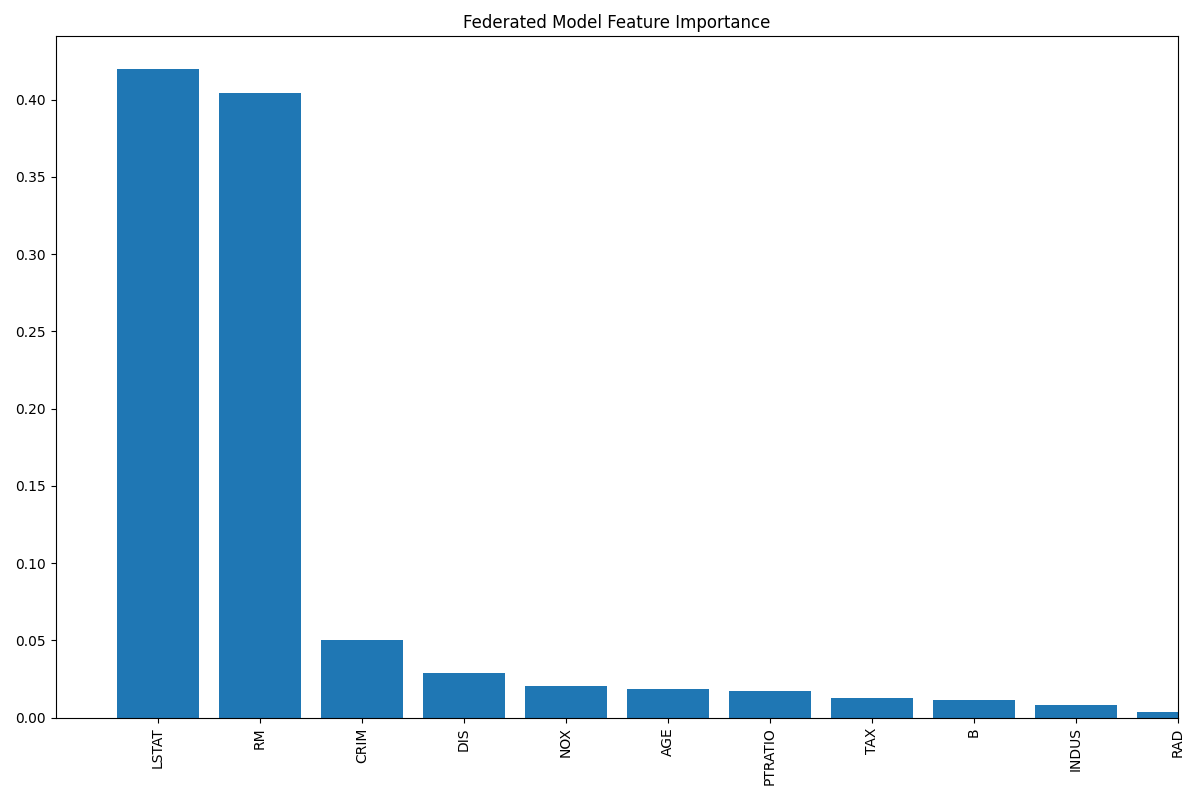 Federated Model Feature Importance
0.40
0.35
0.30
0.25
0.20
0.15
0.10
0.05
0.00
LSTAT
RM
CRIM
DIS
NOX
AGE
PTRATIO
TAX
B
INDUS
RAD